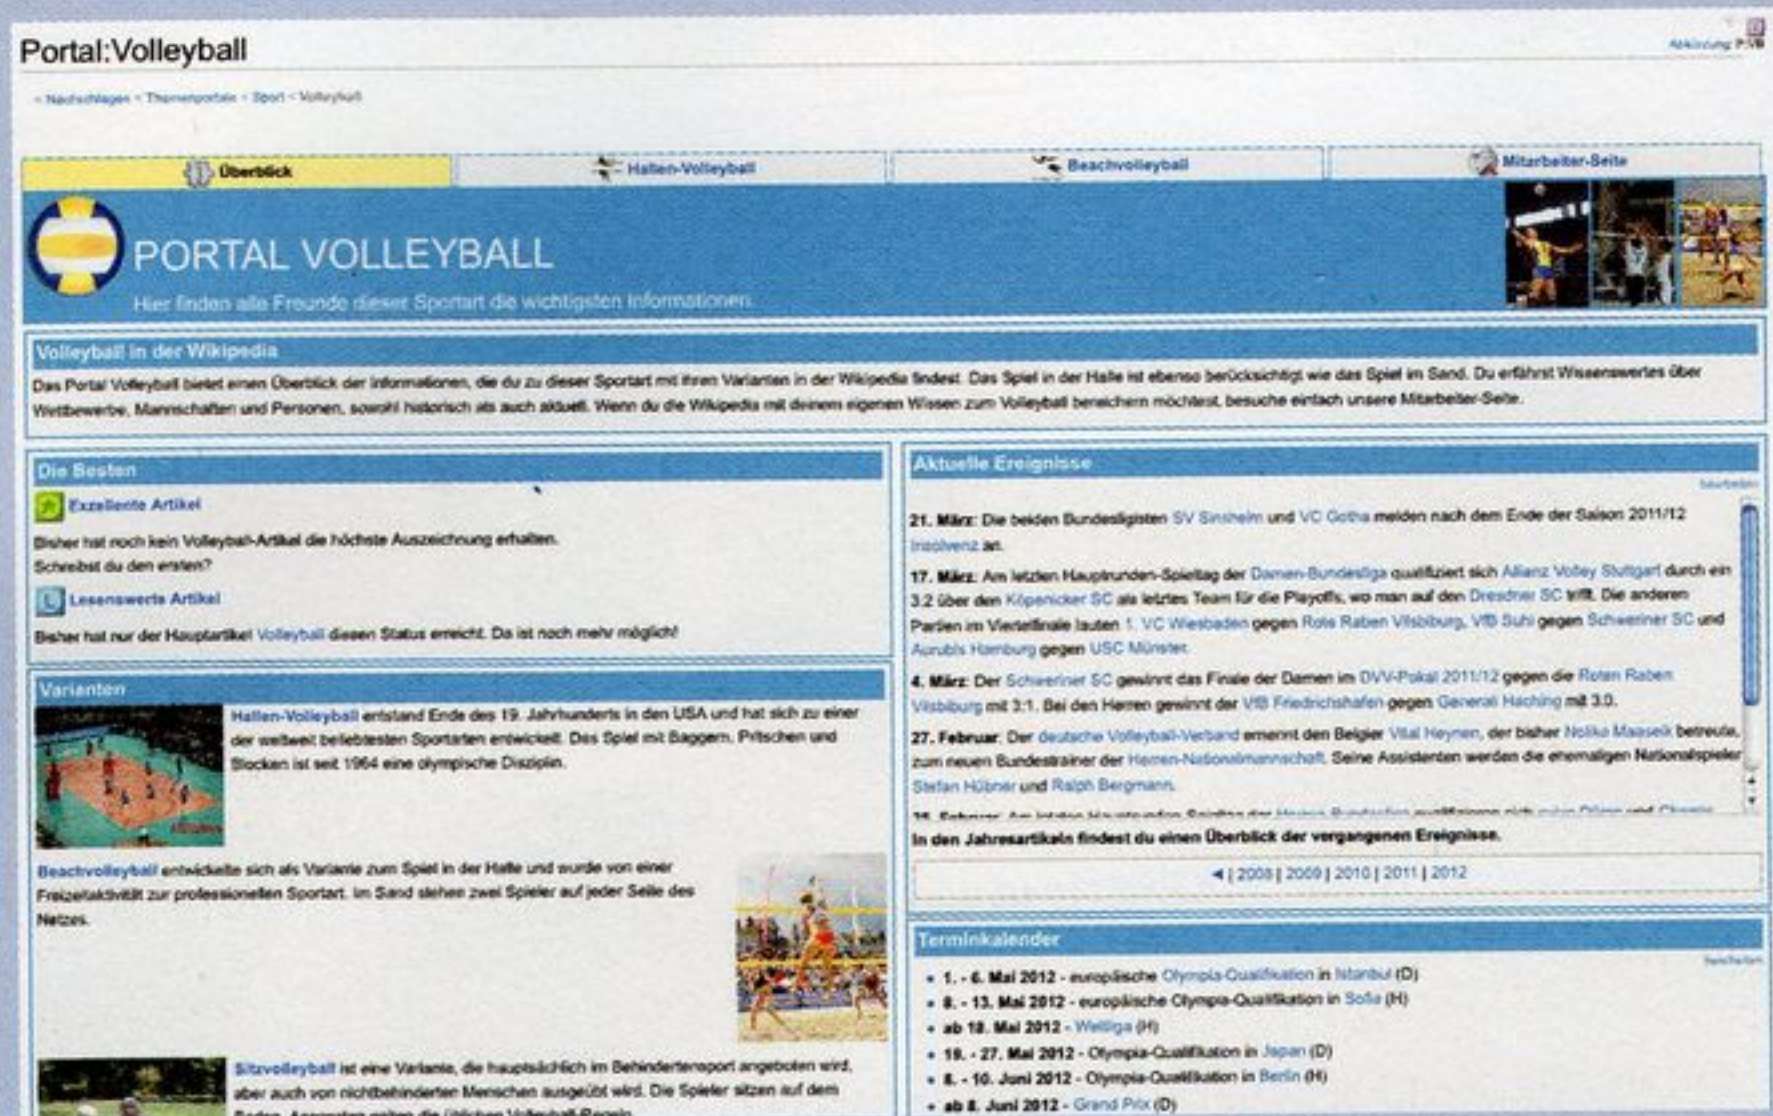 Portal:Volleyball
Abkürzung: P:VB
< Nachschlagen < Themenportale < Sport < Volleyball
Überblick
Hallen-Volleyball
Beachvolleyball
Mitarbeiter-Seite
PORTAL VOLLEYBALL
Hier finden alle Freunde dieser Sportart die wichtigsten Informationen.
Volleyball in der Wikipedia
Das Portal Volleyball bietet einen Überblick der Informationen, die du zu dieser Sportart mit ihren Varianten in der Wikipedia findest. Das Spiel in der Halle ist ebenso berücksichtigt wie das Spiel im Sand. Du erfährst Wissenswertes über
Wettbewerbe, Mannschaften und Personen, sowohl historisch als auch aktuell. Wenn du die Wikipedia mit deinem eigenen Wissen zum Volleyball bereichern möchtest, besuche einfach unsere Mitarbeiter-Seite.
Die Besten
Exzellente Artikel
Bisher hat noch kein Volleyball-Artikel die höchste Auszeichnung erhalten.
Schreibst du den ersten?
Lesenswerte Artikel
Bisher hat nur der Hauptartikel Volleyball diesen Status erreicht. Da ist noch mehr möglich!
Varianten
Hallen-Volleyball entstand Ende des 19. Jahrhunderts in den USA und hat sich zu einer
der weltweit beliebtesten Sportarten entwickelt. Das Spiel mit Baggern, Pritschen und
Blocken ist seit 1964 eine olympische Disziplin.
Beachvolleyball entwickelte sich als Variante zum Spiel in der Halle und wurde von einer
Freizeitaktivität zur professionellen Sportart. Im Sand stehen zwei Spieler auf jeder Seite des
Netzes.
Sitzvolleyball ist eine Variante, die hauptsächlich im Behindertensport angeboten wird,
aber auch von nichtbehinderten Menschen ausgeübt wird. Die Spieler sitzen auf dem
Boden. Ansonsten gelten die üblichen Volleyball-Regeln.
Aktuelle Ereignisse
bearbeiten
21. März: Die beiden Bundesligisten SV Sinsheim und VC Gotha melden nach dem Ende der Saison 2011/12
Insolvenz an.
17. März: Am letzten Hauptrunden-Spieltag der Damen-Bundesliga qualifiziert sich Allianz Volley Stuttgart durch ein
3:2 über den Köpenicker SC als letztes Team für die Playoffs, wo man auf den Dresdner SC trifft. Die anderen
Partien im Viertelfinale lauten 1. VC Wiesbaden gegen Rote Raben Vilsbiburg, VfB Suhl gegen Schweriner SC und
Aurubis Hamburg gegen USC Münster.
4. März: Der Schweriner SC gewinnt das Finale der Damen im DVV-Pokal 2011/12 gegen die Roten Raben
Vilsbiburg mit 3:1. Bei den Herren gewinnt der VfB Friedrichshafen gegen Generali Haching mit 3:0.
27. Februar: Der deutsche Volleyball-Verband ernennt den Belgier Vital Heynen, der bisher Noliko Maaseik betreute,
zum neuen Bundestrainer der Herren-Nationalmannschaft. Seine Assistenten werden die ehemaligen Nationalspieler
Stefan Hübner und Ralph Bergmann.
Februar: Am letzten Hauptrunden-Spieltag der Herren-Bundesliga qualifizieren sich Düren und Chemie
In den Jahresartikeln findest du einen Überblick der vergangenen Ereignisse.
◄ | 2008 | 2009 | 2010 | 2011 | 2012
Terminkalender
bearbeiten
• 1. - 6. Mai 2012 - europäische Olympia-Qualifikation in Istanbul (D)
• 8. - 13. Mai 2012 - europäische Olympia-Qualifikation in Sofia (H)
• ab 18. Mai 2012 - Weltliga (H)
• 19. - 27. Mai 2012 - Olympia-Qualifikation in Japan (D)
• 8. - 10. Juni 2012 - Olympia-Qualifikation in Berlin (H)
• ab 8. Juni 2012 - Grand Prix (D)